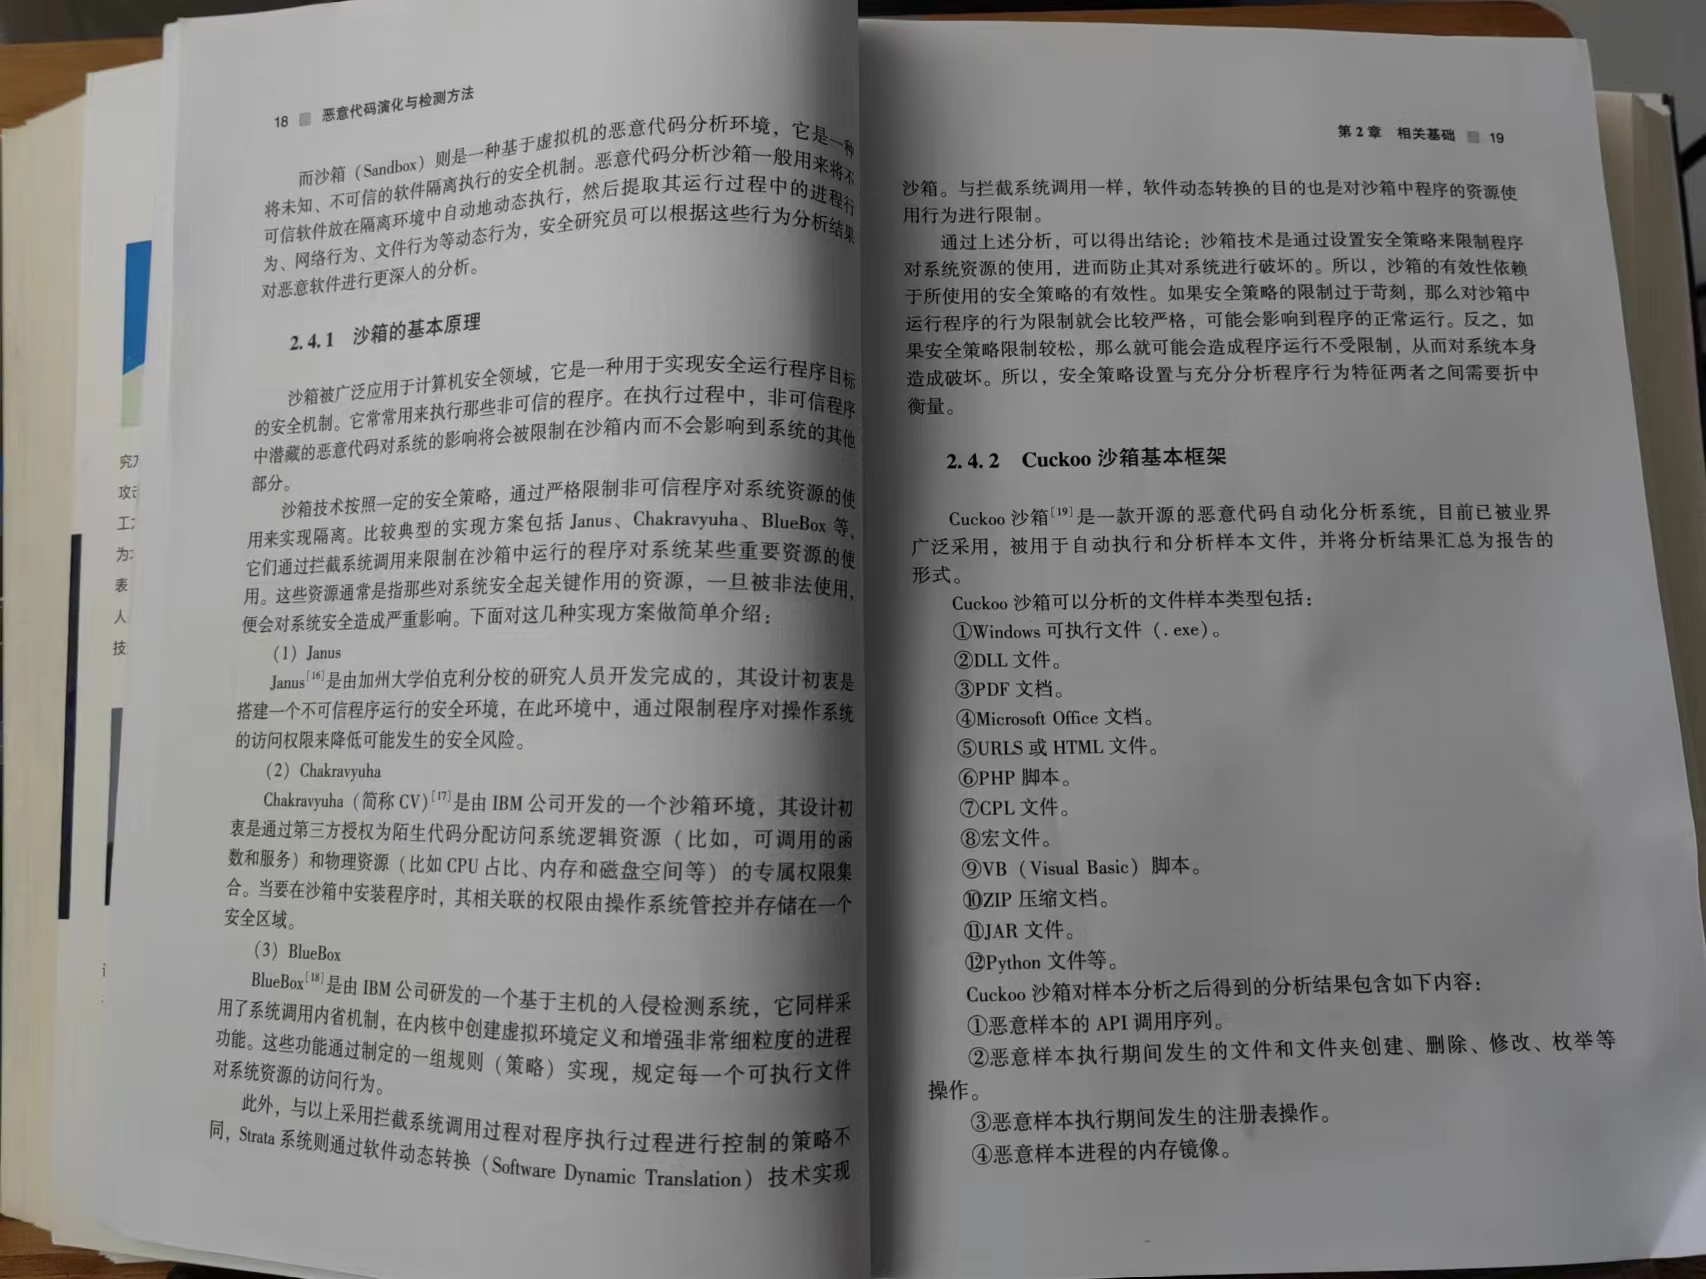 18 恶意代码演化与检测方法
而沙箱（Sandbox）则是一种基于虚拟机的恶意代码分析环境，它是一种
将未知、不可信的软件隔离执行的安全机制。恶意代码分析沙箱一般用来将不
可信软件放在隔离环境中自动地动态执行，然后提取其运行过程中的进程行
为、网络行为、文件行为等动态行为，安全研究员可以根据这些行为分析结果
对恶意软件进行更深入的分析。
2.4.1 沙箱的基本原理
沙箱被广泛应用于计算机安全领域，它是一种用于实现安全运行程序目标
的安全机制。它常常用来执行那些非可信的程序。在执行过程中，非可信程序
中潜藏的恶意代码对系统的影响将会被限制在沙箱内而不会影响到系统的其他
部分。
沙箱技术按照一定的安全策略，通过严格限制非可信程序对系统资源的使
用来实现隔离。比较典型的实现方案包括 Janus、Chakravyuha、BlueBox 等，
它们通过拦截系统调用来限制在沙箱中运行的程序对系统某些重要资源的使
用。这些资源通常是指那些对系统安全起关键作用的资源，一旦被非法使用，
便会对系统安全造成严重影响。下面对这几种实现方案做简单介绍：
（1）Janus
Janus[16]是由加州大学伯克利分校的研究人员开发完成的，其设计初衷是
搭建一个不可信程序运行的安全环境，在此环境中，通过限制程序对操作系统
的访问权限来降低可能发生的安全风险。
（2）Chakravyuha
Chakravyuha（简称 CV）[17]是由 IBM 公司开发的一个沙箱环境，其设计初
衷是通过第三方授权为陌生代码分配访问系统逻辑资源（比如，可调用的函
数和服务）和物理资源（比如 CPU 占比、内存和磁盘空间等）的专属权限集
合。当要在沙箱中安装程序时，其相关联的权限由操作系统管控并存储在一个
安全区域。
（3）BlueBox
BlueBox[18]是由 IBM 公司研发的一个基于主机的入侵检测系统，它同样采
用了系统调用内省机制，在内核中创建虚拟环境定义和增强非常细粒度的进程
功能。这些功能通过制定的一组规则（策略）实现，规定每一个可执行文件
对系统资源的访问行为。
此外，与以上采用拦截系统调用过程对程序执行过程进行控制的策略不
同，Strata 系统则通过软件动态转换（Software Dynamic Translation）技术实现
第 2 章 相关基础 19
沙箱。与拦截系统调用一样，软件动态转换的目的也是对沙箱中程序的资源使
用行为进行限制。
通过上述分析，可以得出结论：沙箱技术是通过设置安全策略来限制程序
对系统资源的使用，进而防止其对系统进行破坏的。所以，沙箱的有效性依赖
于所使用的安全策略的有效性。如果安全策略的限制过于苛刻，那么对沙箱中
运行程序的行为限制就会比较严格，可能会影响到程序的正常运行。反之，如
果安全策略限制较松，那么就可能会造成程序运行不受限制，从而对系统本身
造成破坏。所以，安全策略设置与充分分析程序行为特征两者之间需要折中
衡量。
2.4.2 Cuckoo 沙箱基本框架
Cuckoo 沙箱[19]是一款开源的恶意代码自动化分析系统，目前已被业界
广泛采用，被用于自动执行和分析样本文件，并将分析结果汇总为报告的
形式。
Cuckoo 沙箱可以分析的文件样本类型包括：
①Windows 可执行文件（.exe）。
②DLL 文件。
③PDF 文档。
④Microsoft Office 文档。
⑤URLS 或 HTML 文件。
⑥PHP 脚本。
⑦CPL 文件。
⑧宏文件。
⑨VB（Visual Basic）脚本。
⑩ZIP 压缩文档。
⑪JAR 文件。
⑫Python 文件等。
Cuckoo 沙箱对样本分析之后得到的分析结果包含如下内容：
①恶意样本的 API 调用序列。
②恶意样本执行期间发生的文件和文件夹创建、删除、修改、枚举等
操作。
③恶意样本执行期间发生的注册表操作。
④恶意样本进程的内存镜像。